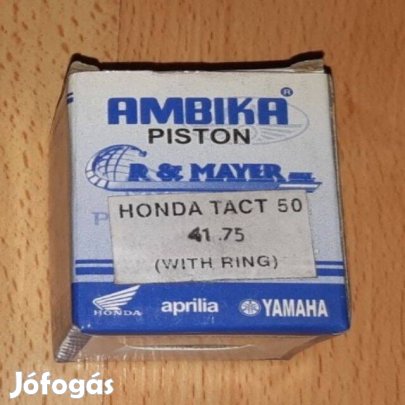 AMBIKA®
PISTON
R & MAYER
HONDA TACT 50
41.75
(WITH RING)
HONDA aprilia YAMAHA
Jófogás